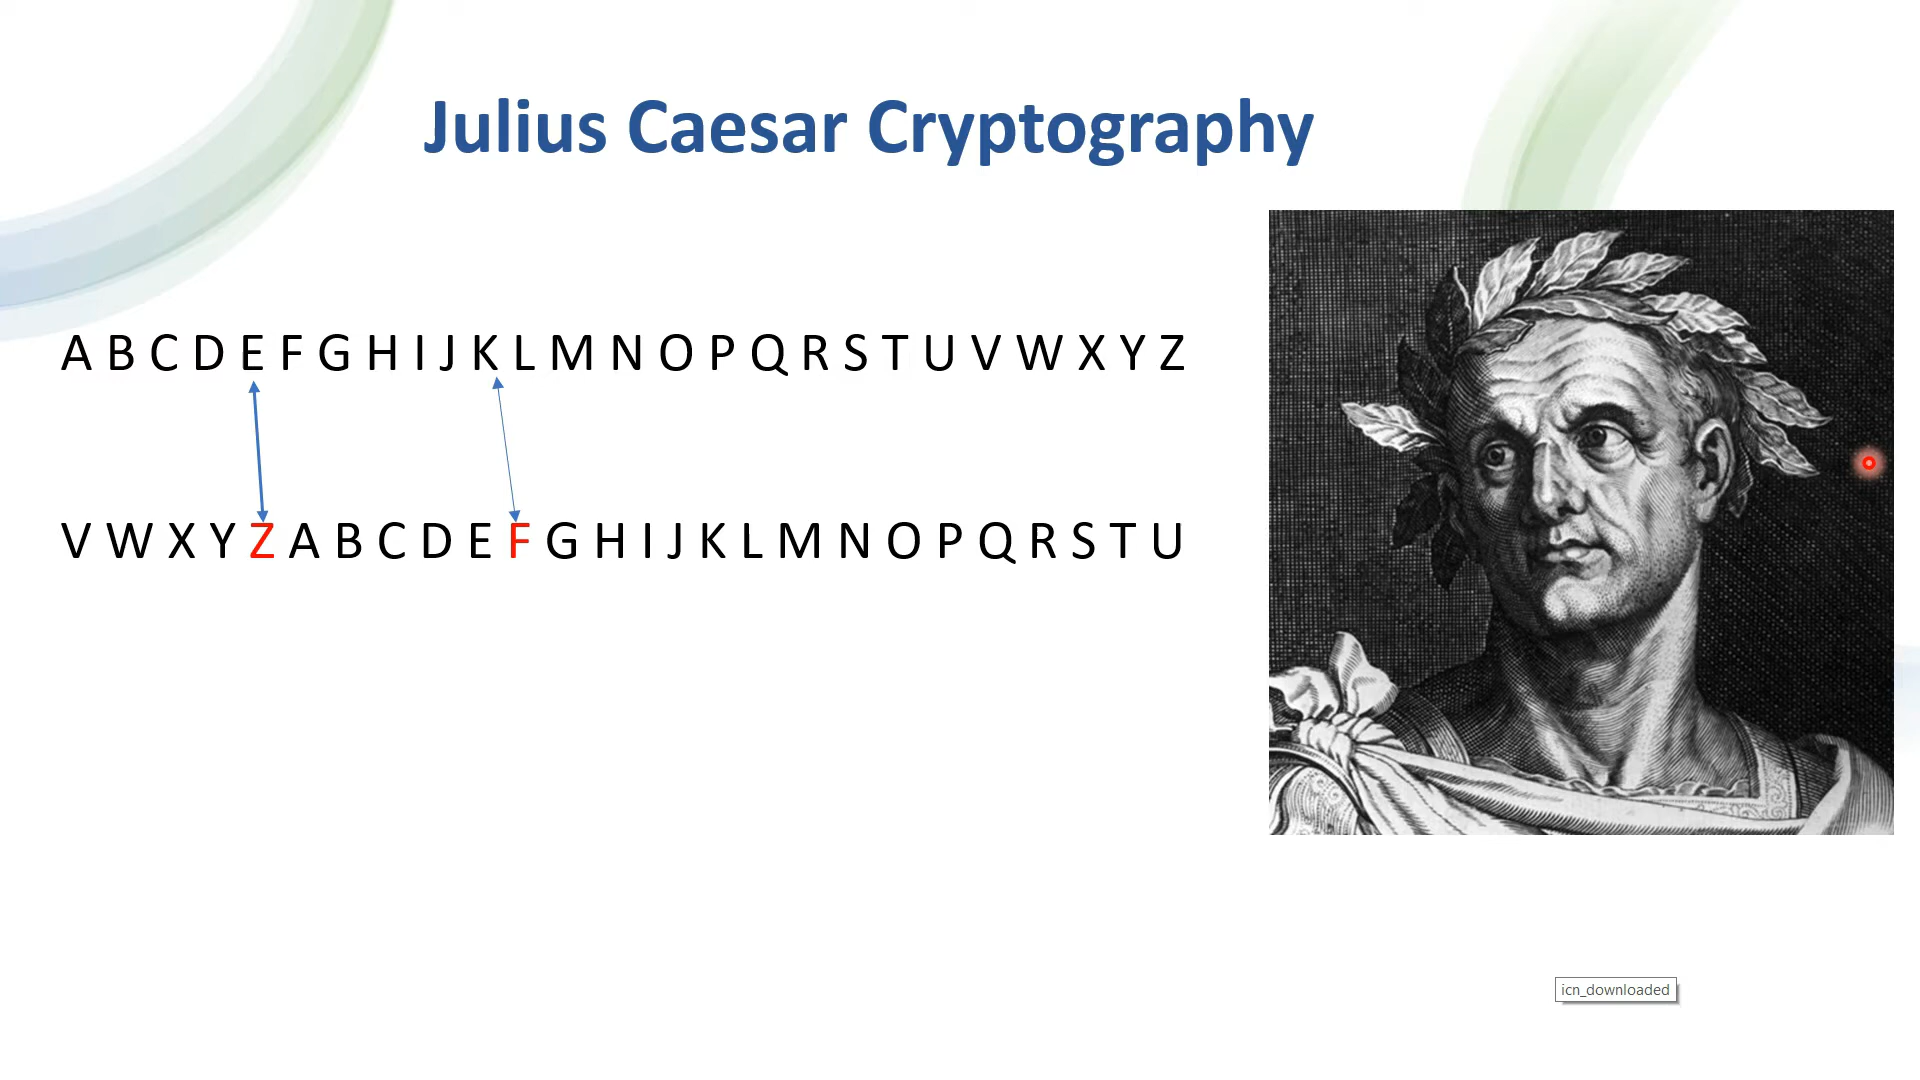 Julius Caesar Cryptography
A B C D E F G H I J K L M N O P Q R S T U V W X Y Z
V W X Y Z A B C D E F G H I J K L M N O P Q R S T U
icn_downloaded